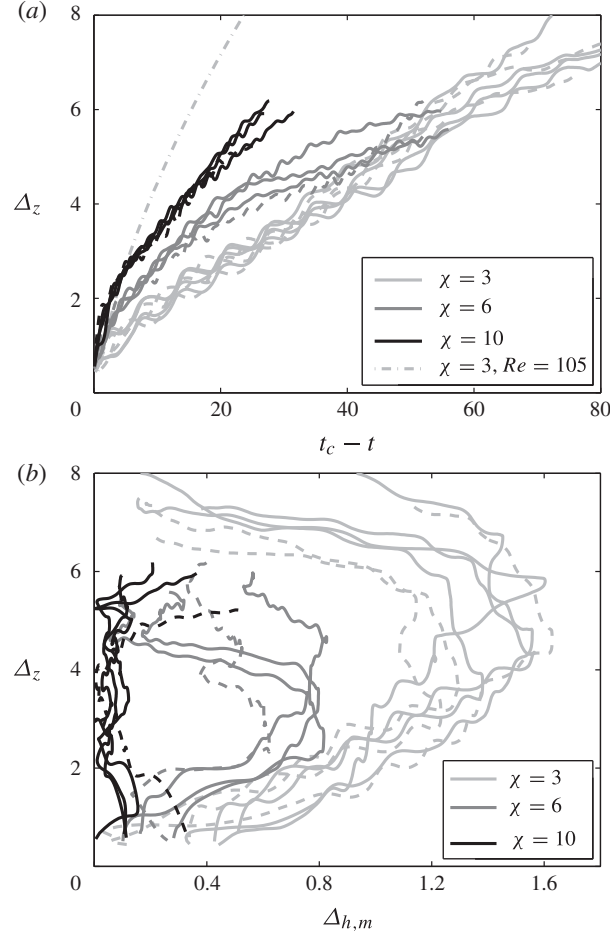 (a)
8
6
Δz
4
2
0
χ = 3
χ = 6
χ = 10
χ = 3, Re = 105
20 40 60 80
tc − t
(b)
8
6
Δz
4
2
0
χ = 3
χ = 6
χ = 10
0.4 0.8 1.2 1.6
Δh,m